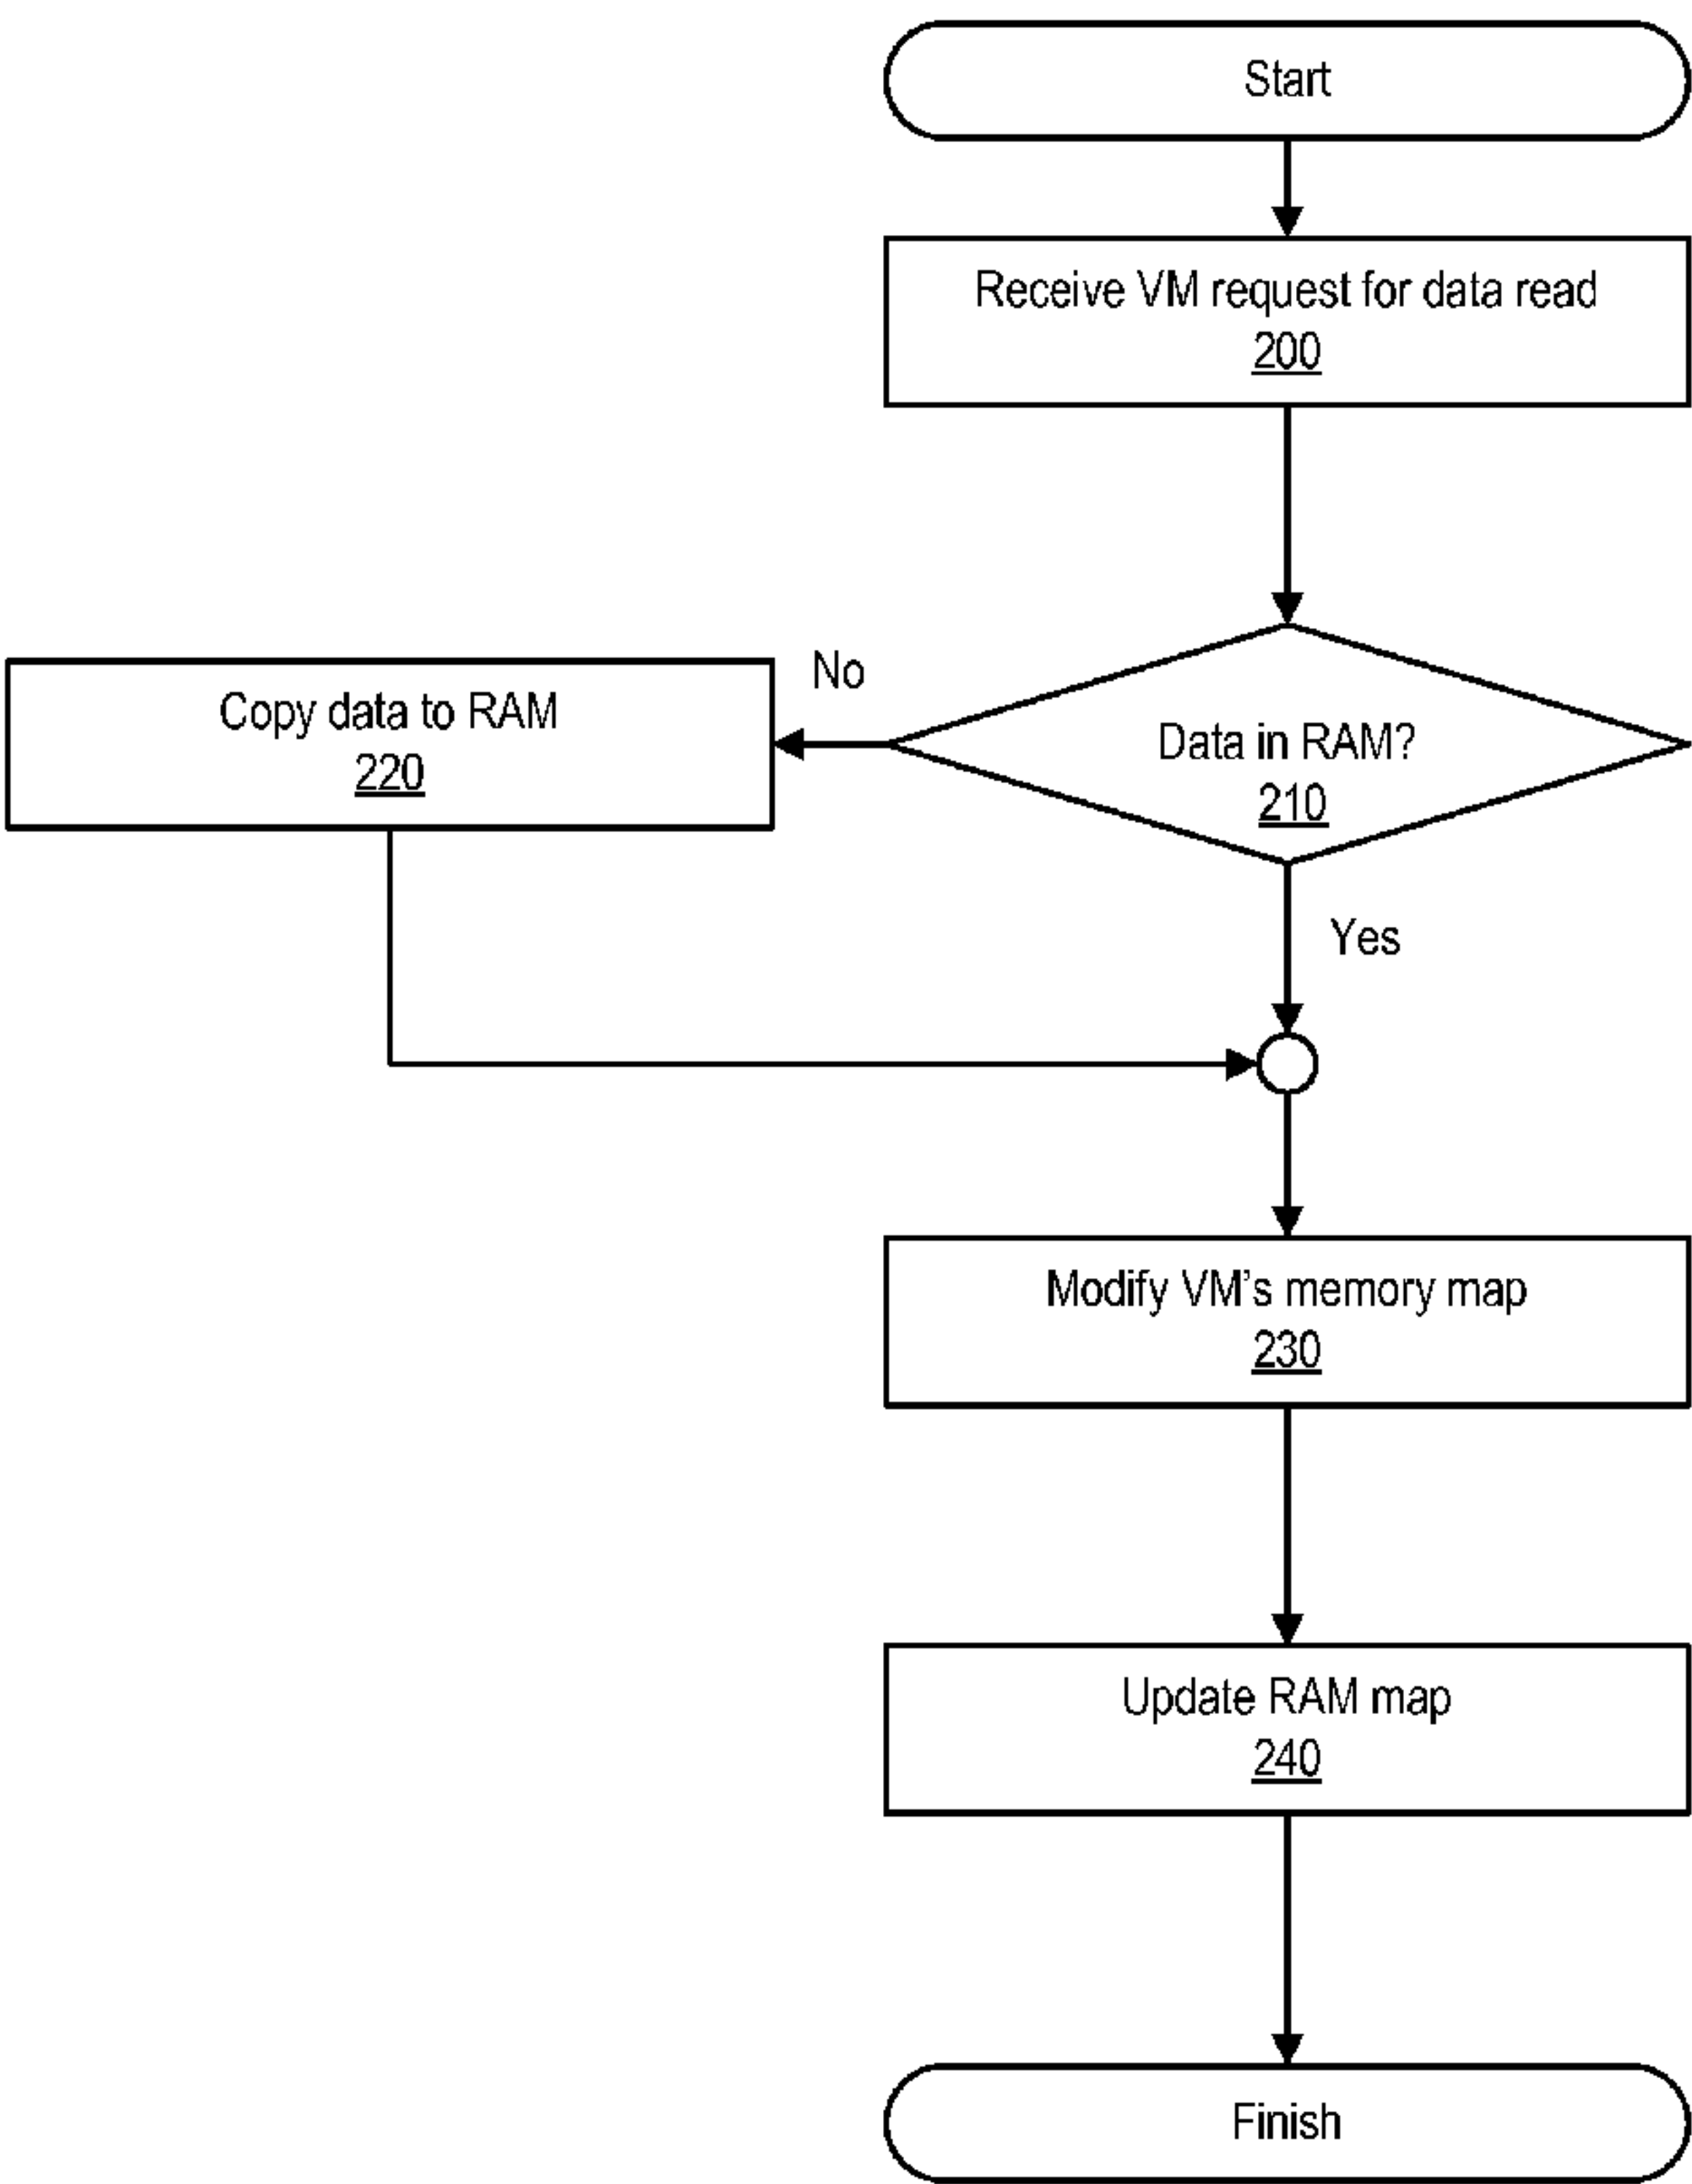 Start
Receive VM request for data read
200
No
Copy data to RAM
220
Data in RAM?
210
Yes
Modify VM's memory map
230
Update RAM map
240
Finish